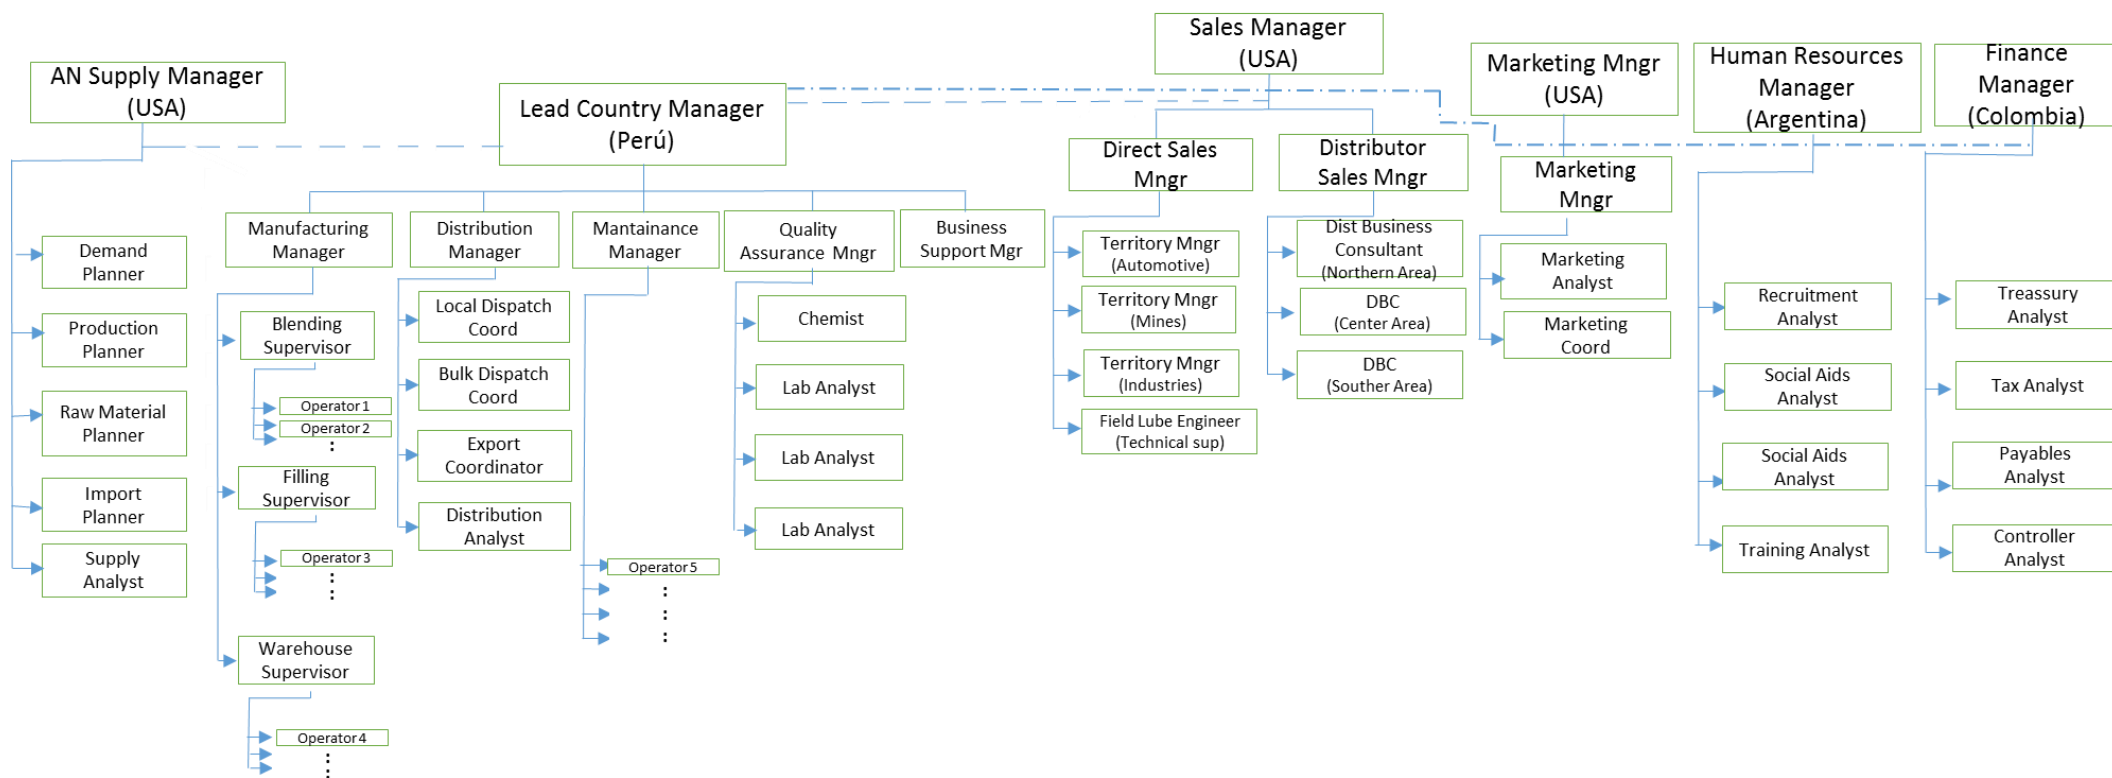 AN Supply Manager
(USA)
Demand
Planner
Production
Planner
Raw Material
Planner
Import
Planner
Supply
Analyst
Lead Country Manager
(Perú)
Manufacturing
Manager
Blending
Supervisor
Operator 1
Operator 2
:
Filling
Supervisor
Operator 3
:
:
Warehouse
Supervisor
Operator 4
:
:
Distribution
Manager
Local Dispatch
Coord
Bulk Dispatch
Coord
Export
Coordinator
Distribution
Analyst
Mantainance
Manager
Operator 5
:
:
:
Quality
Assurance Mngr
Chemist
Lab Analyst
Lab Analyst
Lab Analyst
Business
Support Mgr
Sales Manager
(USA)
Direct Sales
Mngr
Territory Mngr
(Automotive)
Territory Mngr
(Mines)
Territory Mngr
(Industries)
Field Lube Engineer
(Technical sup)
Distributor
Sales Mngr
Dist Business
Consultant
(Northern Area)
DBC
(Center Area)
DBC
(Souther Area)
Marketing Mngr
(USA)
Marketing
Mngr
Marketing
Analyst
Marketing
Coord
Human Resources
Manager
(Argentina)
Recruitment
Analyst
Social Aids
Analyst
Social Aids
Analyst
Training Analyst
Finance
Manager
(Colombia)
Treassury
Analyst
Tax Analyst
Payables
Analyst
Controller
Analyst